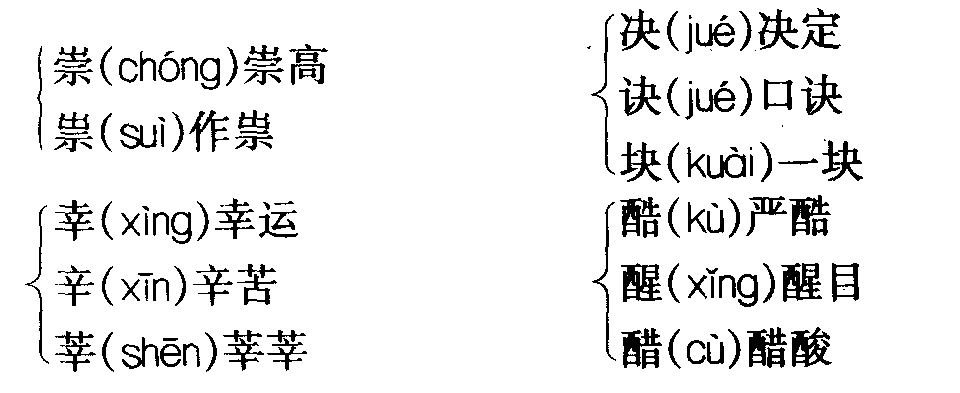 崇(chóng)崇高
祟(suì)作祟
决(jué)决定
诀(jué)口诀
块(kuài)一块
幸(xìng)幸运
辛(xīn)辛苦
莘(shēn)莘莘
酷(kù)严酷
醒(xǐng)醒目
醋(cù)醋酸